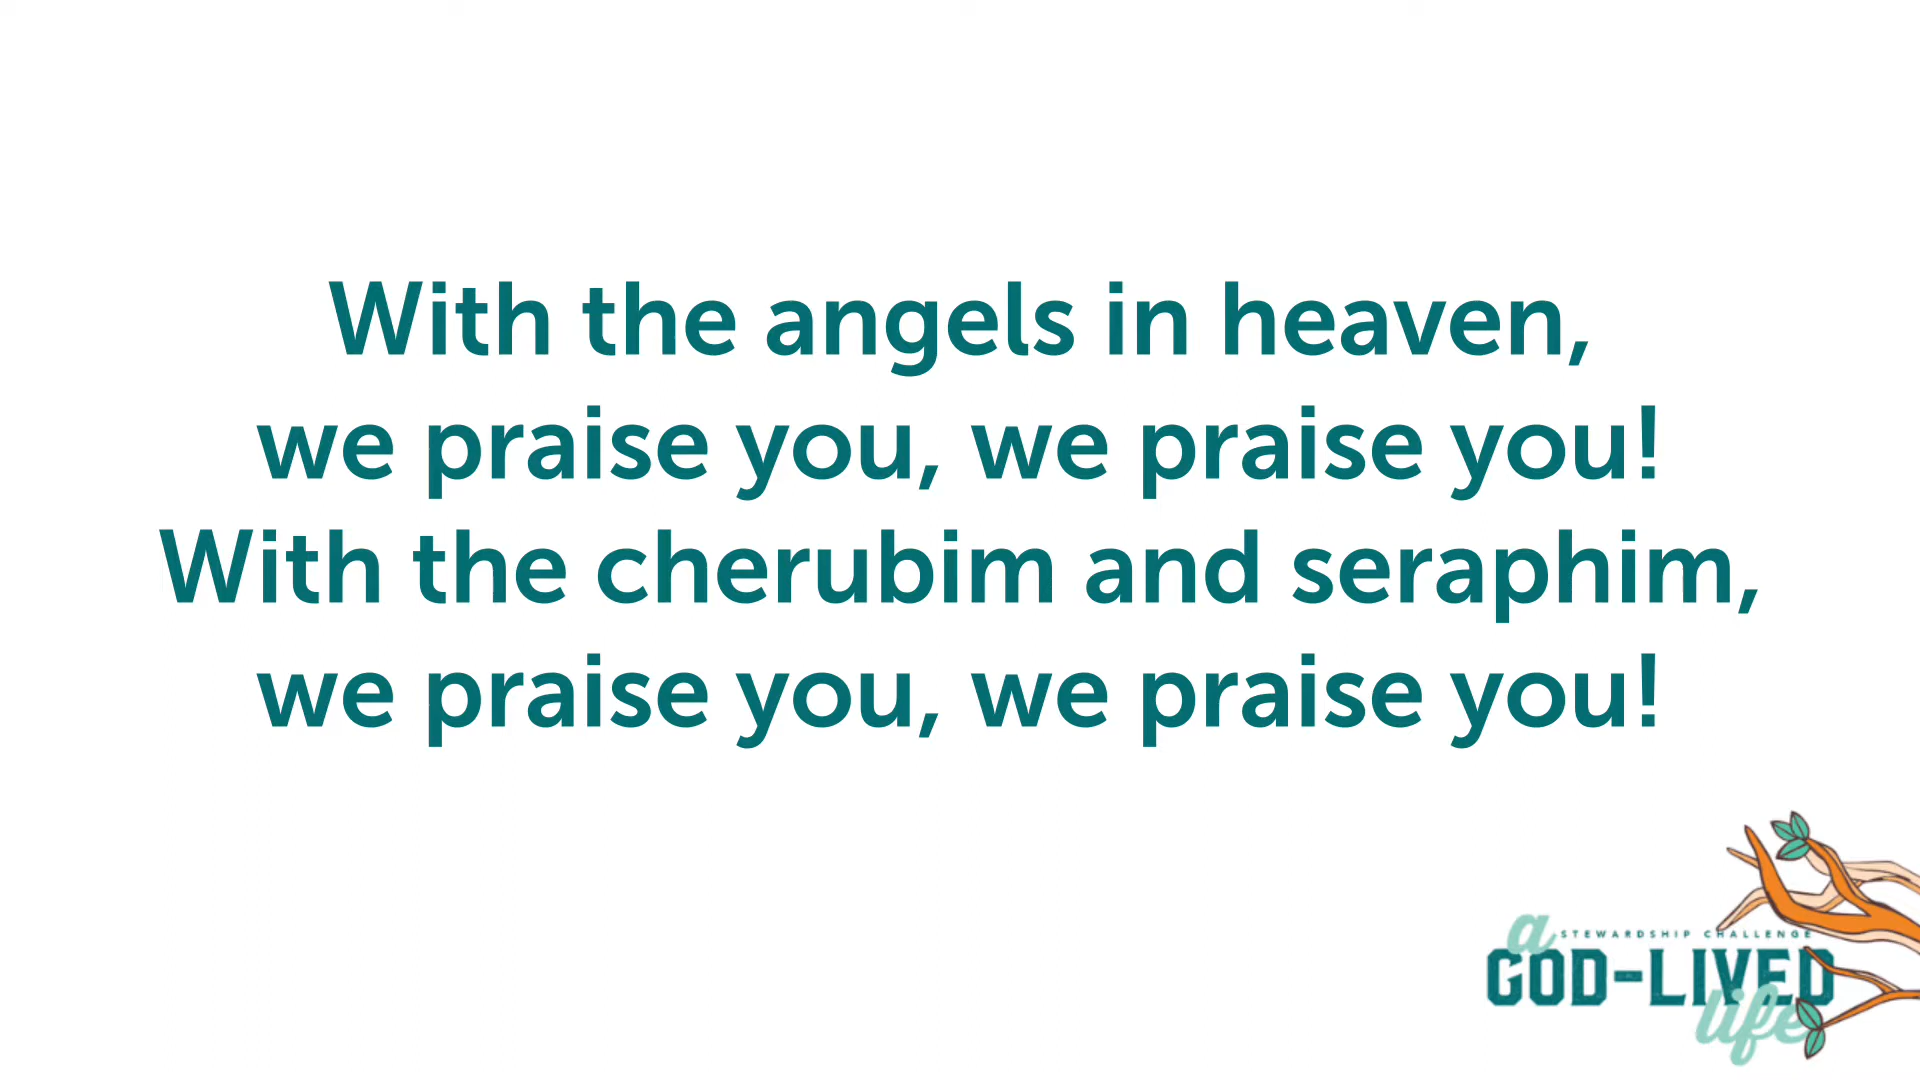 With the angels in heaven,
we praise you, we praise you!
With the cherubim and seraphim,
we praise you, we praise you!
a STEWARDSHIP CHALLENGE
GOD-LIVED
life